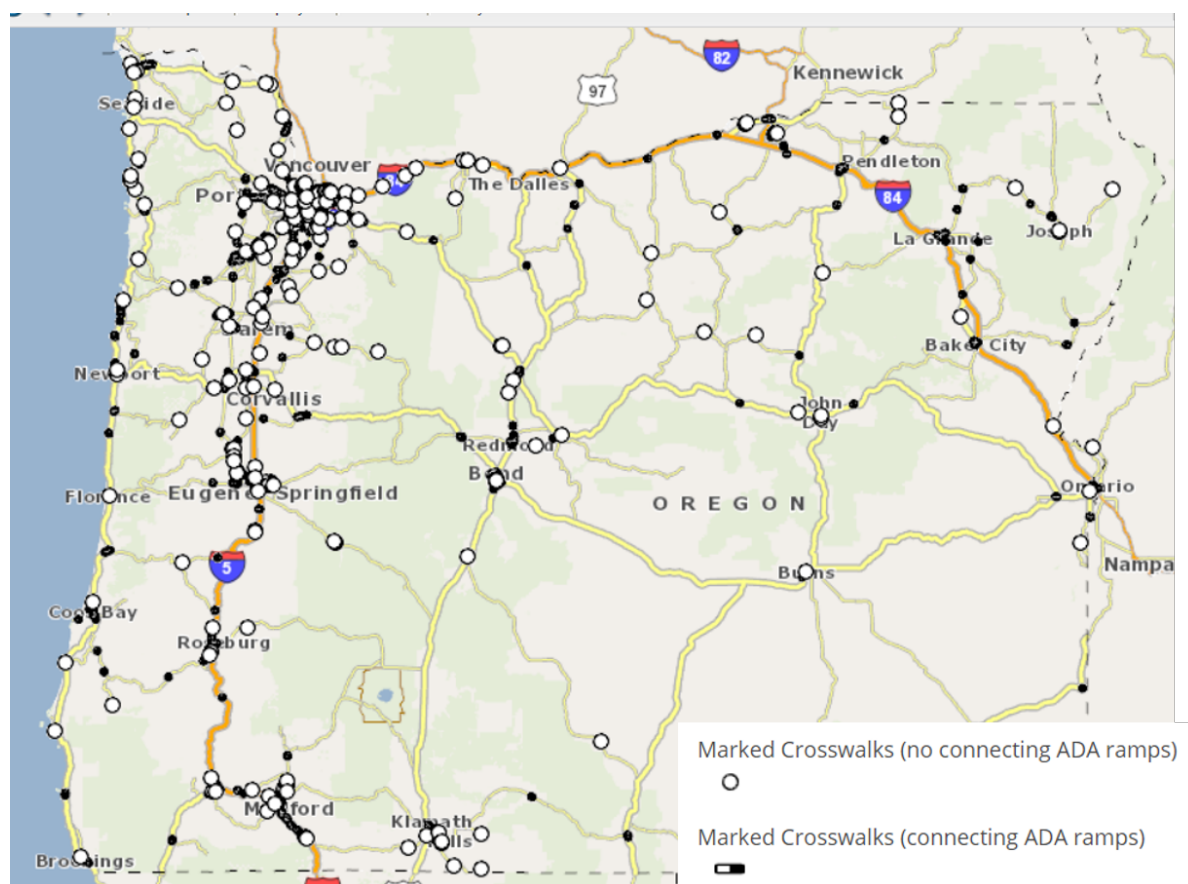 82
Kennewick
97
Seaside
Vancouver
84
Pendleton
The Dalles
Port
84
La Grande
Joseph
Salem
Newport
Baker City
Corvallis
John
Day
Redmond
Bend
Florence
Eugene
Springfield
OREGON
Ontario
5
Burns
Nampa
Coos Bay
Roseburg
Medford
Klamath
Falls
Brookings
Marked Crosswalks (no connecting ADA ramps)
Marked Crosswalks (connecting ADA ramps)